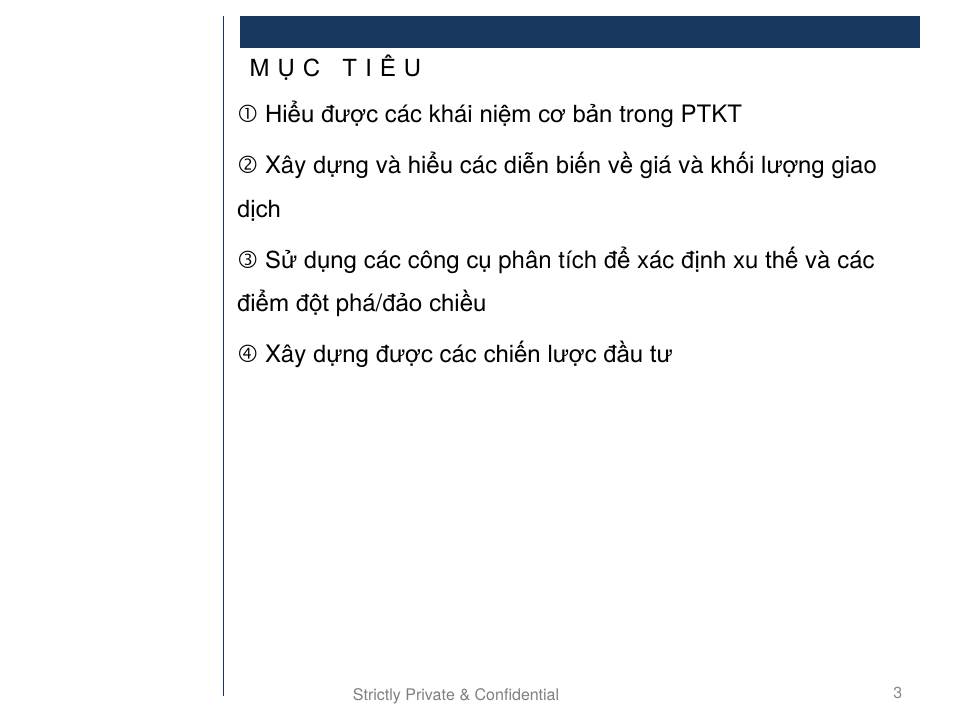 MỤC TIÊU
① Hiểu được các khái niệm cơ bản trong PTKT
② Xây dựng và hiểu các diễn biến về giá và khối lượng giao
dịch
③ Sử dụng các công cụ phân tích để xác định xu thế và các
điểm đột phá/đảo chiều
④ Xây dựng được các chiến lược đầu tư
Strictly Private & Confidential
3